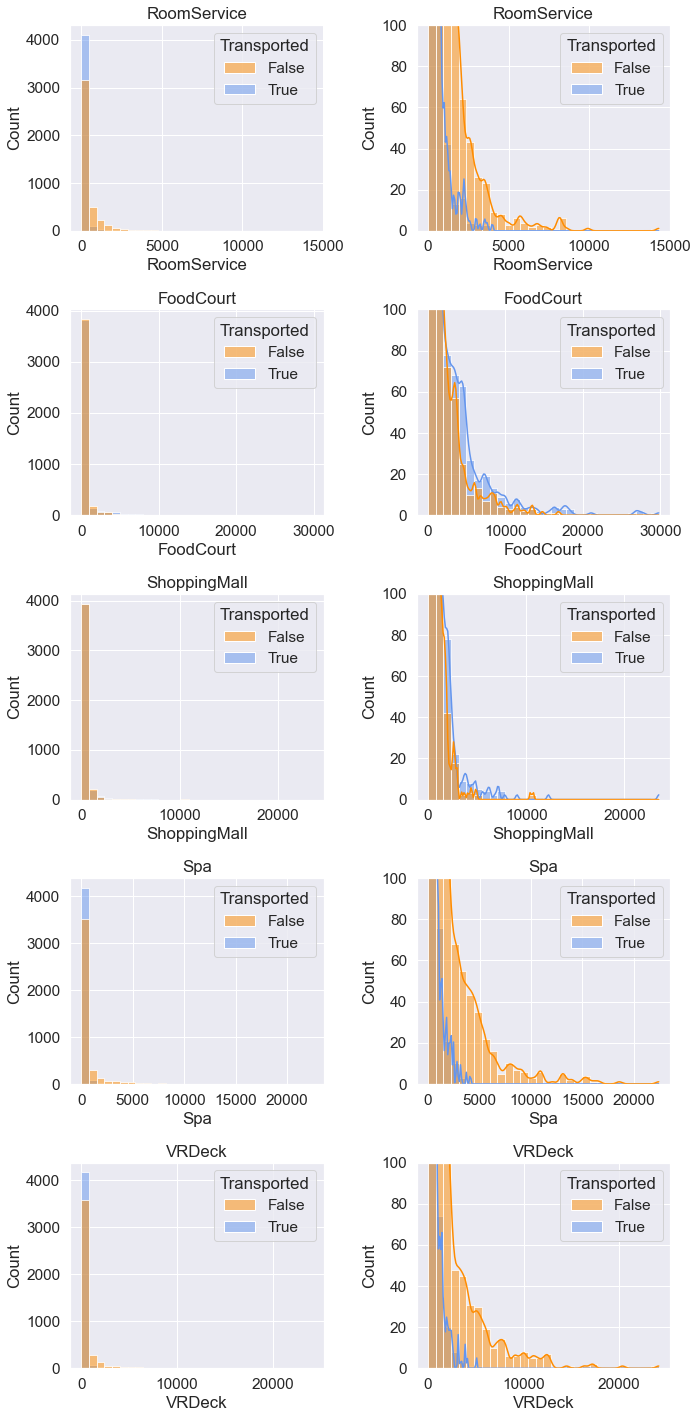 RoomService RoomService
4000 Transported 100 Transported
False False
3000 True 80 True
60
2000
40
1000
20
0 0
0 5000 10000 15000 0 5000 10000 15000
RoomService RoomService
Count Count
FoodCourt FoodCourt
4000 Transported 100 Transported
False False
3000 True 80 True
60
2000
40
1000
20
0 0
0 10000 20000 30000 0 10000 20000 30000
FoodCourt FoodCourt
Count Count
ShoppingMall ShoppingMall
4000 Transported 100 Transported
False False
3000 True 80 True
60
2000
40
1000
20
0 0
0 10000 20000 0 10000 20000
ShoppingMall ShoppingMall
Count Count
Spa Spa
4000 Transported 100 Transported
False False
3000 True 80 True
60
2000
40
1000
20
0 0
0 5000 10000 15000 20000 0 5000 10000 15000 20000
Spa Spa
Count Count
VRDeck VRDeck
4000 Transported 100 Transported
False False
3000 True 80 True
60
2000
40
1000
20
0 0
0 10000 20000 0 10000 20000
VRDeck VRDeck
Count Count